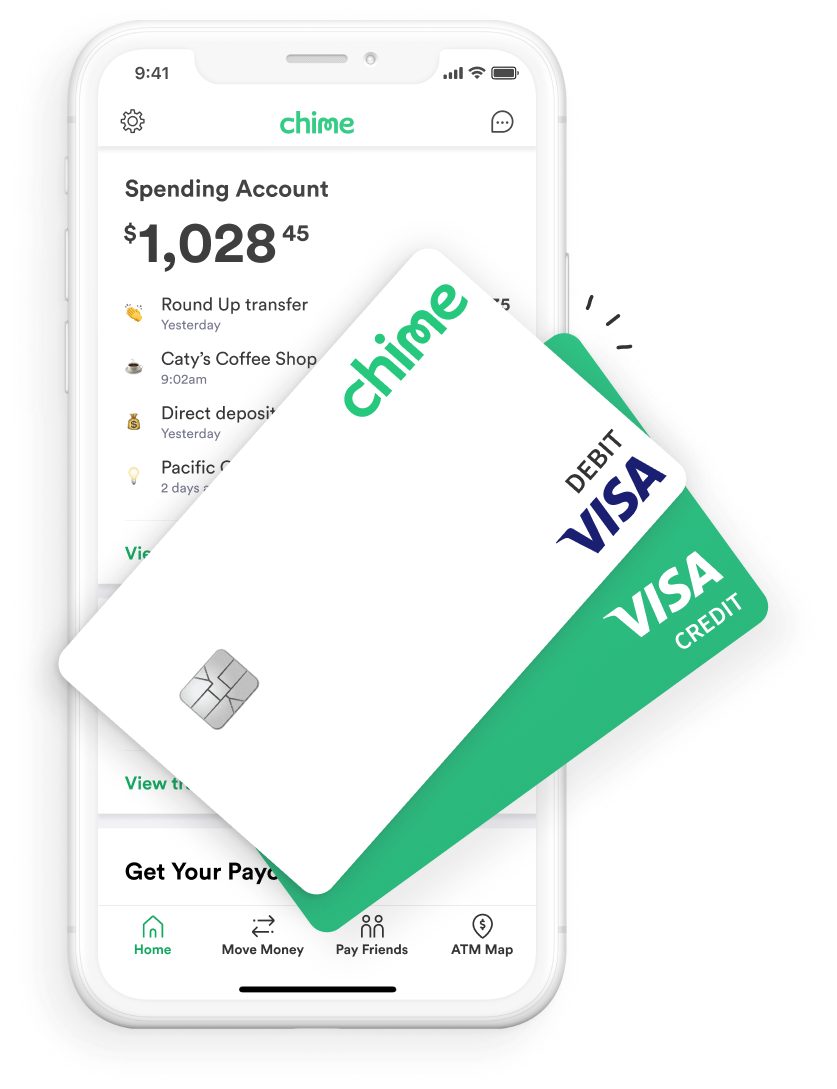 9:41
chime
Spending Account
$1,028 45
Round Up transfer
Yesterday
Caty’s Coffee Shop
9:02am
Direct deposit
Yesterday
Pacific
2 days
View
Get Your
Home
Move Money
Pay Friends
ATM Map
chime
DEBIT
VISA
VISA
CREDIT